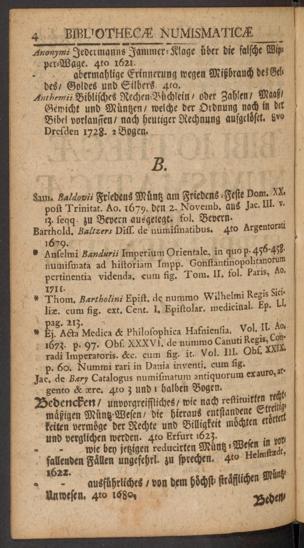 4 BIBLIOTHECÆ NUMISMATICÆ
Anonymi Jedermanns Jammer-Klage über die falsche Wip-
per-Wage. 4to 1621.
- - abermahlige Erinnerung wegen Mißbrauch des Gel-
des/ Goldes und Silbers 4to.
Anthemii Biblisches Rechen-Büchlein/ oder Zahlen/ Maaß/
Gewicht und Müntzen/ welche der Ordnung nach in der
Bibel vorlauffen/ nach heutiger Rechnung aufgelöset. 8vo
Dresden 1728. 2 Bogen.
B.
Sam. Baldovii Friedens Müntz am Friedens-Feste Dom. XX.
post Trinitat. Ao. 1679. den 2. Novemb. aus Jac. III. v.
13. seqq. zu Bevern ausgelegt. fol. Bevern.
Barthold. Baltzers Diss. de numismatibus. 4to Argentorati
1679.
* Anselmi Bandurii Imperium Orientale, in quo p. 456-458.
numismata ad historiam Impp. Constantinopolitanorum
pertinentia videnda, cum fig. Tom. II. fol. Paris, Ao.
1711.
* Thom. Bartholini Epist. de nummo Wilhelmi Regis Sici-
liæ. cum fig. ext. Cent. I. Epistolar. medicinal. Ep. LI.
pag. 213.
* Ej. Acta Medica & Philosophica Hafniensia. Vol. II. Ao.
1673. p. 97. Obs. XXXVI. de nummo Canuti Regis, Con-
radi Imperatoris. &c. cum fig. it. Vol. III. Obs. XXIX.
p. 60. Nummi rari in Dania inventi, cum fig.
Jac. de Bary Catalogus numismatum antiquorum ex auro, ar-
gento & ære. 4to 3 und 1 halben Bogen.
Bedencken/ unvorgreiffliches/ wie nach restituirten recht-
mäßigen Müntz-Wesen/ die hieraus entstandene Streitig-
keiten vermöge der Rechte und Billigkeit möchten erörtert
und verglichen werden. 4to Erfurt 1623.
- - wie bey jetzigen reducirten Müntz-Wesen in vor-
fallenden Fällen ungefehrl. zu sprechen. 4to Helmstædt,
1622.
- - ausführliches/ von dem höchst sträfflichen Müntz-
Unwesen. 4to 1680.
Beden-